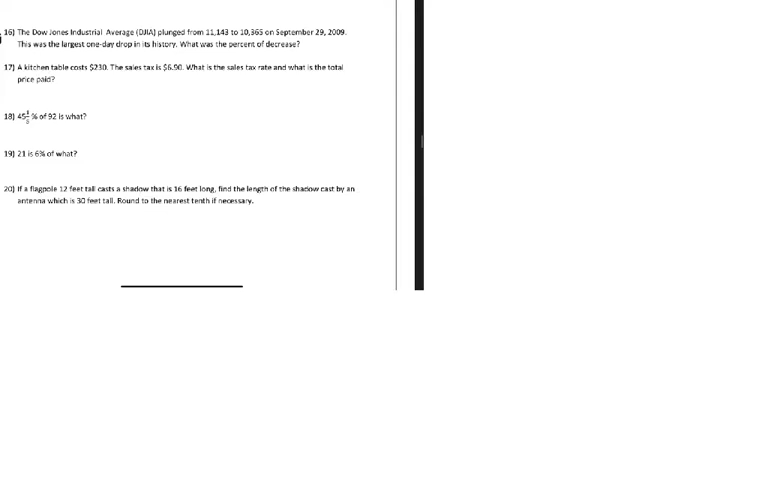 16) The Dow Jones Industrial Average (DJIA) plunged from 11,143 to 10,365 on September 29, 2009.
This was the largest one-day drop in its history. What was the percent of decrease?
17) A kitchen table costs $230. The sales tax is $6.90. What is the sales tax rate and what is the total
price paid?
18) 45 % of 92 is what?
19) 21 is 6% of what?
20) If a flagpole 12 feet tall casts a shadow that is 16 feet long, find the length of the shadow cast by an
antenna which is 30 feet tall. Round to the nearest tenth if necessary.